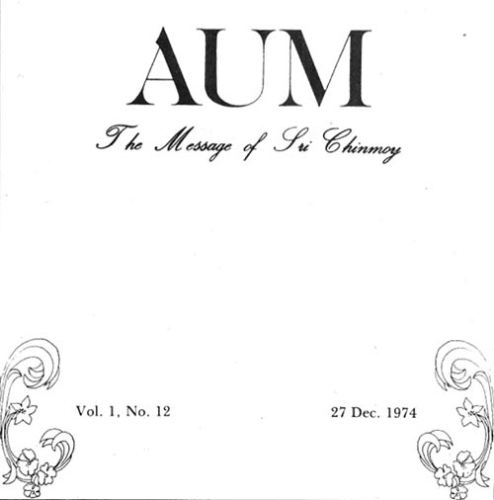 AUM
The Message of Sri Chinmoy
Vol. 1, No. 12
27 Dec. 1974